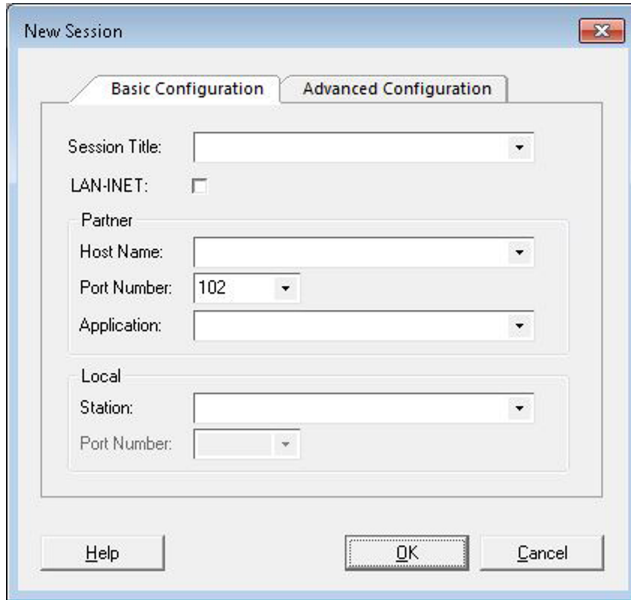 New Session
Basic Configuration Advanced Configuration
Session Title:
LAN-INET:
Partner
Host Name:
Port Number: 102
Application:
Local
Station:
Port Number:
Help OK Cancel